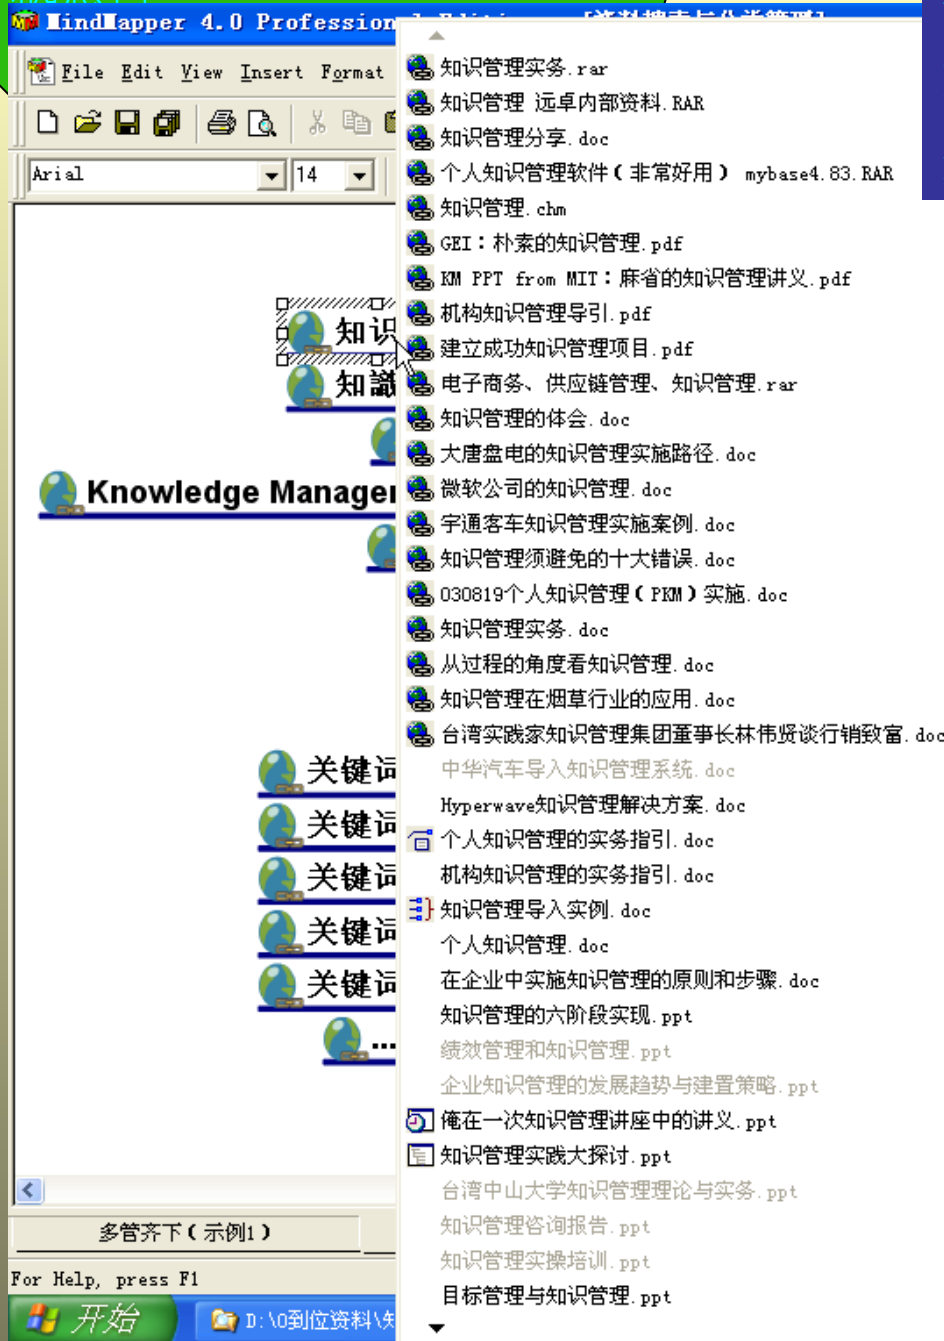 MindMapper 4.0 Profession
File Edit View Insert Format
Arial 14
知识
知識
Knowledge Manager
关键词
关键词
关键词
关键词
关键词
...
多管齐下(示例1)
For Help, press F1
开始
D:\0到位资料\知
知识管理实务.rar
知识管理 远卓内部资料.RAR
知识管理分享.doc
个人知识管理软件(非常好用) mybase4.83.RAR
知识管理.chm
GEI：朴素的知识管理.pdf
KM PPT from MIT：麻省的知识管理讲义.pdf
机构知识管理导引.pdf
建立成功知识管理项目.pdf
电子商务、供应链管理、知识管理.rar
知识管理的体会.doc
大唐盘电的知识管理实施路径.doc
微软公司的知识管理.doc
宇通客车知识管理实施案例.doc
知识管理须避免的十大错误.doc
030819个人知识管理(PKM)实施.doc
知识管理实务.doc
从过程的角度看知识管理.doc
知识管理在烟草行业的应用.doc
台湾实践家知识管理集团董事长林伟贤谈行销致富.doc
中华汽车导入知识管理系统.doc
Hyperwave知识管理解决方案.doc
个人知识管理的实务指引.doc
机构知识管理的实务指引.doc
知识管理导入实例.doc
个人知识管理.doc
在企业中实施知识管理的原则和步骤.doc
知识管理的六阶段实现.ppt
绩效管理和知识管理.ppt
企业知识管理的发展趋势与建置策略.ppt
俺在一次知识管理讲座中的讲义.ppt
知识管理实践大探讨.ppt
台湾中山大学知识管理理论与实务.ppt
知识管理咨询报告.ppt
知识管理实操培训.ppt
目标管理与知识管理.ppt